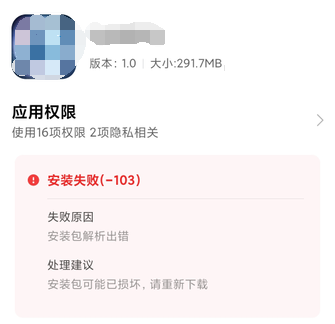 版本: 1.0 | 大小:291.7MB
应用权限
使用16项权限 2项隐私相关
安装失败(-103)
失败原因
安装包解析出错
处理建议
安装包可能已损坏, 请重新下载